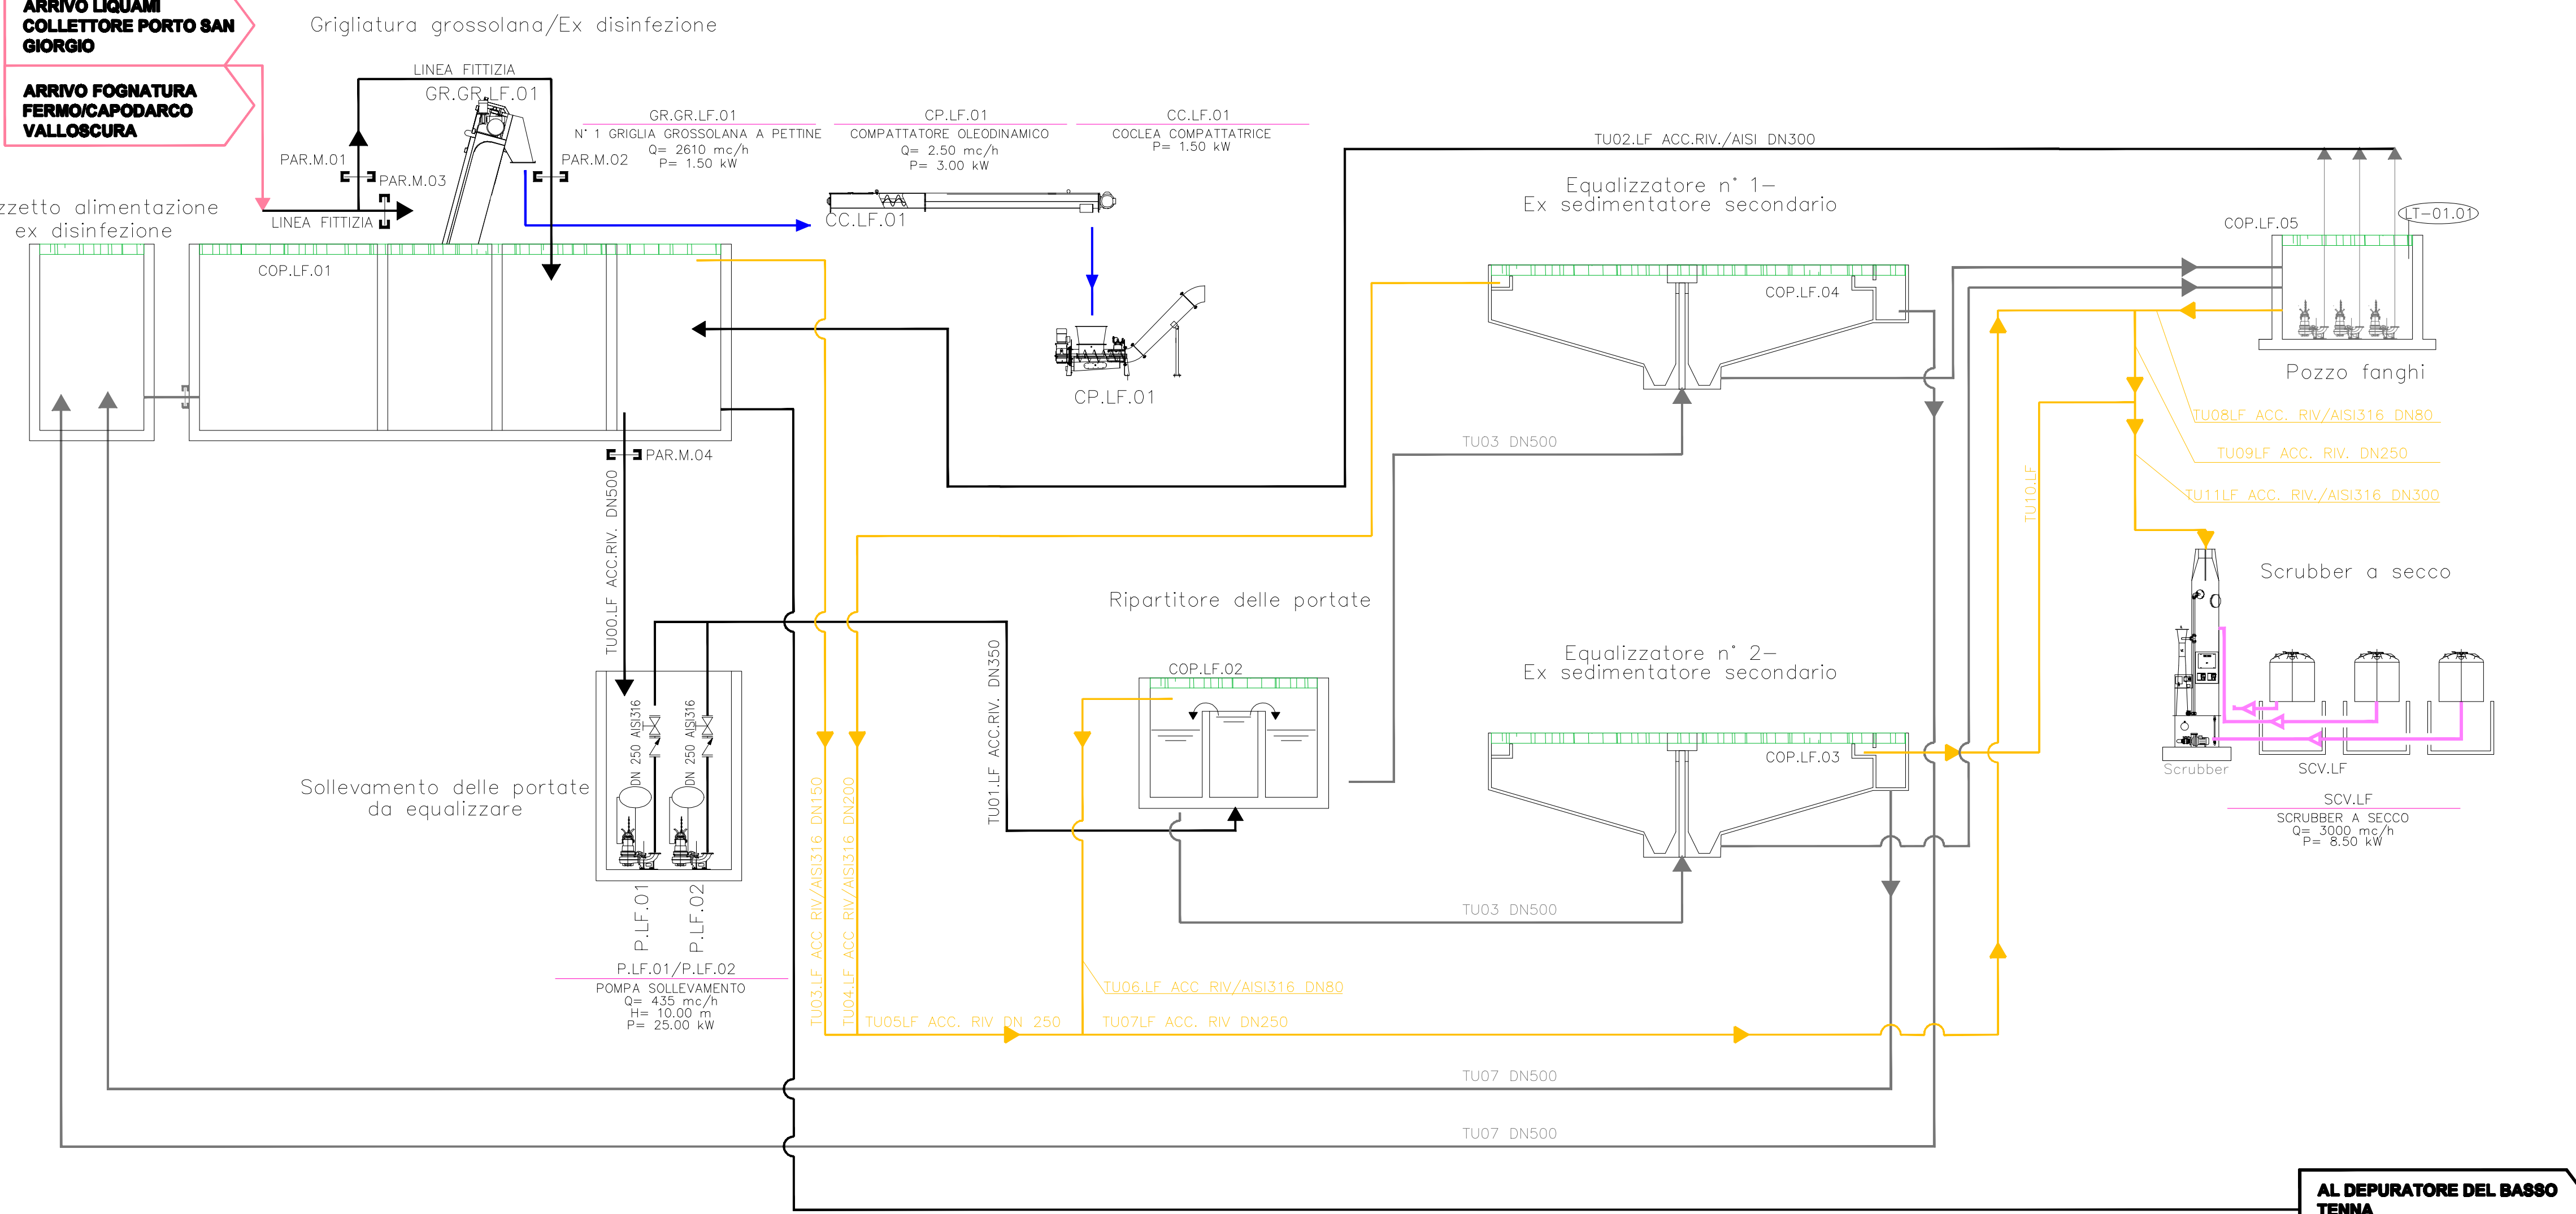 ARRIVO LIQUAMI
COLLETTORE PORTO SAN
GIORGIO
ARRIVO FOGNATURA
FERMO/CAPODARCO
VALLOSCURA
Grigliatura grossolana/Ex disinfezione
LINEA FITTIZIA
GR.GR.LF.01
PAR.M.01
PAR.M.03
PAR.M.02
LINEA FITTIZIA
GR.GR.LF.01
N° 1 GRIGLIA GROSSOLANA A PETTINE
Q= 2610 mc/h
P= 1.50 kW
CP.LF.01
COMPATTATORE OLEODINAMICO
Q= 2.50 mc/h
P= 3.00 kW
CC.LF.01
COCLEA COMPATTATRICE
P= 1.50 kW
zzetto alimentazione
ex disinfezione
COP.LF.01
CC.LF.01
CP.LF.01
TU02.LF ACC.RIV./AISI DN300
Equalizzatore n° 1-
Ex sedimentatore secondario
COP.LF.04
COP.LF.05
LT-01.01
Pozzo fanghi
TU08LF ACC. RIV/AISI316 DN80
TU09LF ACC. RIV. DN250
TU11LF ACC. RIV./AISI316 DN300
TU10.LF
TU03 DN500
PAR.M.04
TU00.LF ACC.RIV. DN500
Sollevamento delle portate
da equalizzare
DN 250 AISI316
DN 250 AISI316
P.LF.01
P.LF.02
P.LF.01/P.LF.02
POMPA SOLLEVAMENTO
Q= 435 mc/h
H= 10.00 m
P= 25.00 kW
TU03.LF ACC RIV/AISI316 DN150
TU04.LF ACC RIV/AISI316 DN200
TU01.LF ACC.RIV. DN350
Ripartitore delle portate
COP.LF.02
Equalizzatore n° 2-
Ex sedimentatore secondario
COP.LF.03
Scrubber a secco
Scrubber
SCV.LF
SCV.LF
SCRUBBER A SECCO
Q= 3000 mc/h
P= 8.50 kW
TU03 DN500
TU06.LF ACC RIV/AISI316 DN80
TU05LF ACC. RIV DN 250
TU07LF ACC. RIV DN250
TU07 DN500
TU07 DN500
AL DEPURATORE DEL BASSO
TENNA